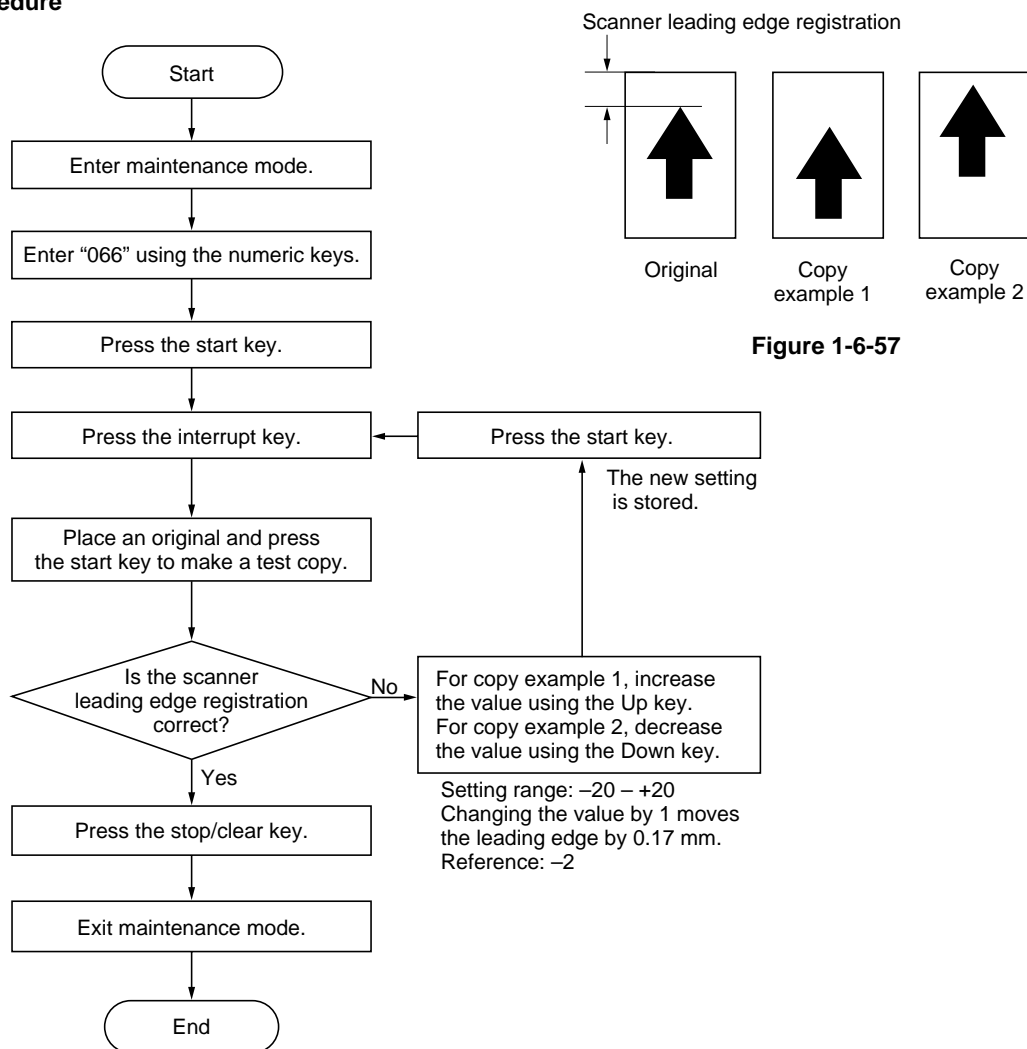 Scanner leading edge registration
Original
Copy
example 1
Copy
example 2
Figure 1-6-57
Start
Enter maintenance mode.
Enter “066” using the numeric keys.
Press the start key.
Press the interrupt key.
Place an original and press
the start key to make a test copy.
Is the scanner
leading edge registration
correct?
No
For copy example 1, increase
the value using the Up key.
For copy example 2, decrease
the value using the Down key.
Setting range: –20 – +20
Changing the value by 1 moves
the leading edge by 0.17 mm.
Reference: –2
The new setting
is stored.
Press the start key.
Yes
Press the stop/clear key.
Exit maintenance mode.
End